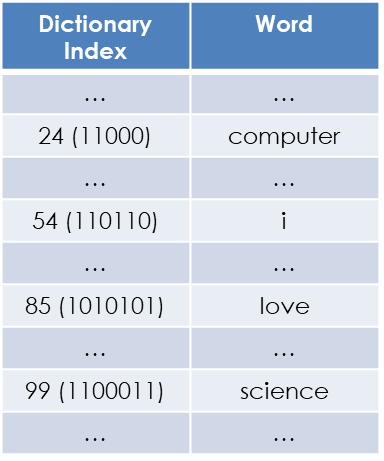 Dictionary Index Word
… …
24 (11000) computer
… …
54 (110110) i
… …
85 (1010101) love
… …
99 (1100011) science
… …